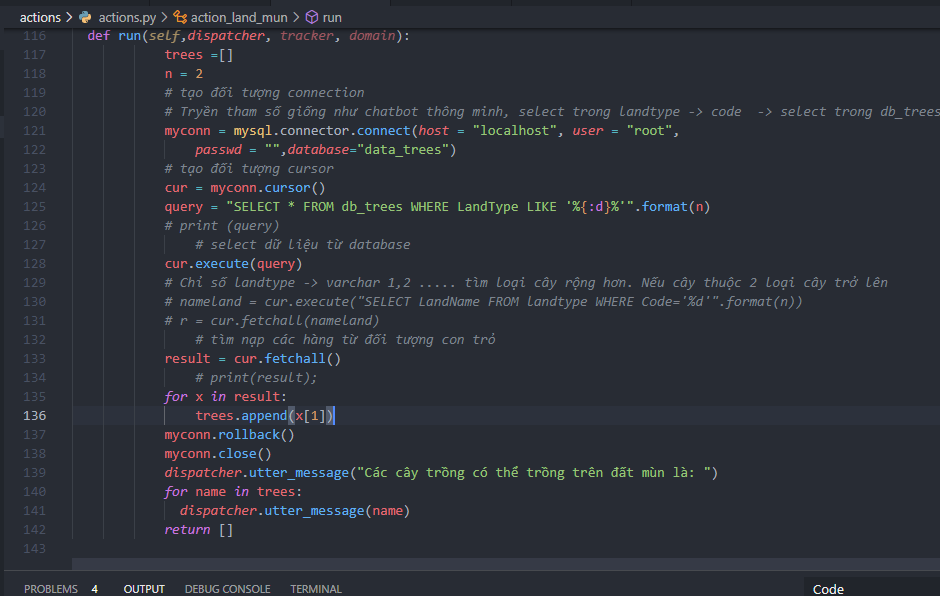 actions > actions.py > action_land_mun > run
116 def run(self,dispatcher, tracker, domain):
117 trees =[]
118 n = 2
119 # tạo đối tượng connection
120 # Tryền tham số giống như chatbot thông minh, select trong landtype -> code -> select trong db_trees
121 myconn = mysql.connector.connect(host = "localhost", user = "root",
122 passwd = "",database="data_trees")
123 # tạo đối tượng cursor
124 cur = myconn.cursor()
125 query = "SELECT * FROM db_trees WHERE LandType LIKE '%{:d}%'".format(n)
126 # print (query)
127 # select dữ liệu từ database
128 cur.execute(query)
129 # Chỉ số landtype -> varchar 1,2 ..... tìm loại cây rộng hơn. Nếu cây thuộc 2 loại cây trở lên
130 # nameland = cur.execute("SELECT LandName FROM landtype WHERE Code='%d'".format(n))
131 # r = cur.fetchall(nameland)
132 # tìm nạp các hàng từ đối tượng con trỏ
133 result = cur.fetchall()
134 # print(result);
135 for x in result:
136 trees.append(x[1])
137 myconn.rollback()
138 myconn.close()
139 dispatcher.utter_message("Các cây trồng có thể trồng trên đất mùn là: ")
140 for name in trees:
141 dispatcher.utter_message(name)
142 return []
143
PROBLEMS 4 OUTPUT DEBUG CONSOLE TERMINAL Code